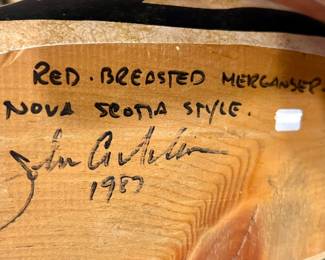 RED. BREASTED MERGANSER.
NOVA SCOTIA STYLE.
1987